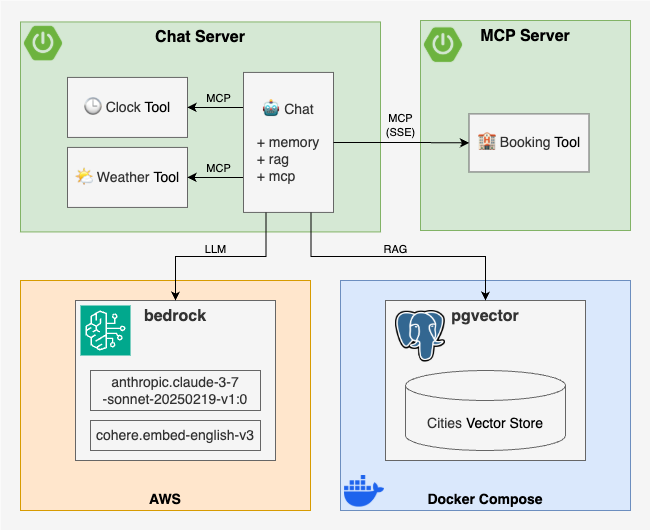 Chat Server
MCP Server
Clock Tool
MCP
Chat
+ memory
+ rag
+ mcp
MCP
(SSE)
Booking Tool
Weather Tool
MCP
LLM
RAG
bedrock
anthropic.claude-3-7
-sonnet-20250219-v1:0
cohere.embed-english-v3
AWS
pgvector
Cities Vector Store
Docker Compose